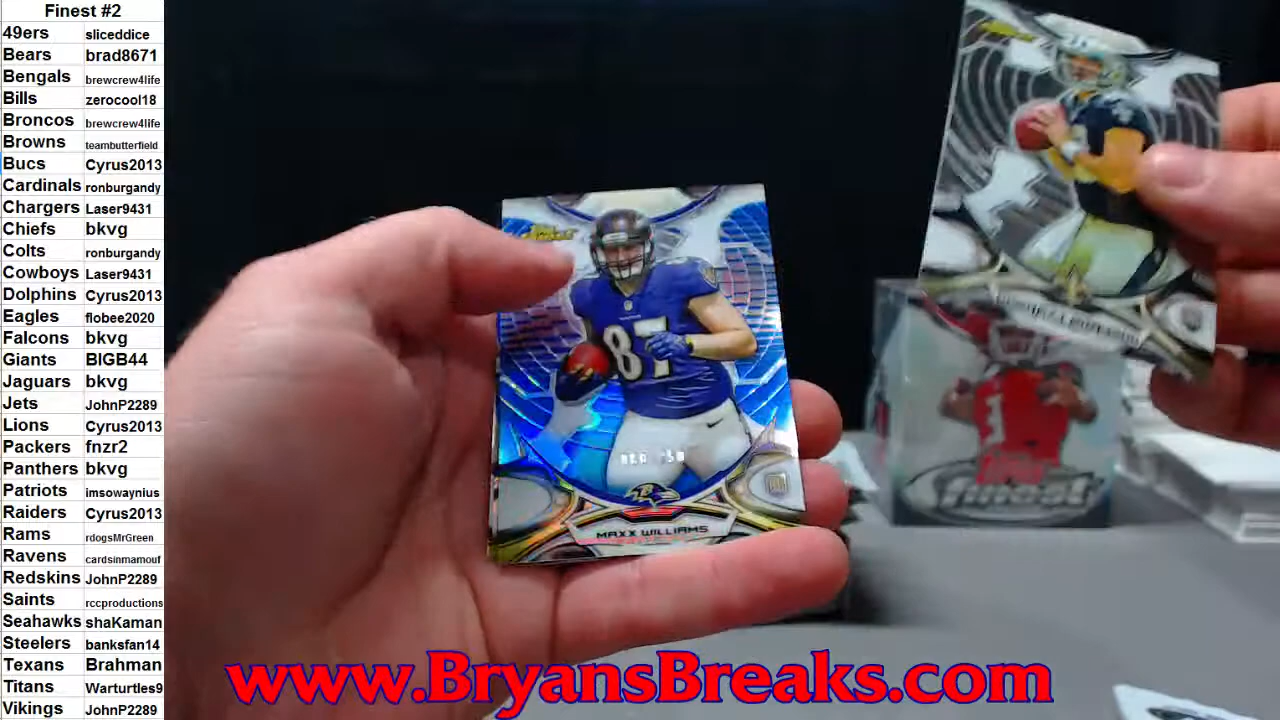 Finest #2
49ers sliceddice
Bears brad8671
Bengals brewcrew4life
Bills zerocool18
Broncos brewcrew4life
Browns teambutterfield
Bucs Cyrus2013
Cardinals ronburgandy
Chargers Laser9431
Chiefs bkvg
Colts ronburgandy
Cowboys Laser9431
Dolphins Cyrus2013
Eagles flobee2020
Falcons bkvg
Giants BIGB44
Jaguars bkvg
Jets JohnP2289
Lions Cyrus2013
Packers fnzr2
Panthers bkvg
Patriots imsowaynius
Raiders Cyrus2013
Rams rdogsMrGreen
Ravens cardsinmamouf
Redskins JohnP2289
Saints rccproductions
Seahawks shaKaman
Steelers banksfan14
Texans Brahman
Titans Warturtles9
Vikings JohnP2289
87
MAXX WILLIAMS
finest
www.BryansBreaks.com